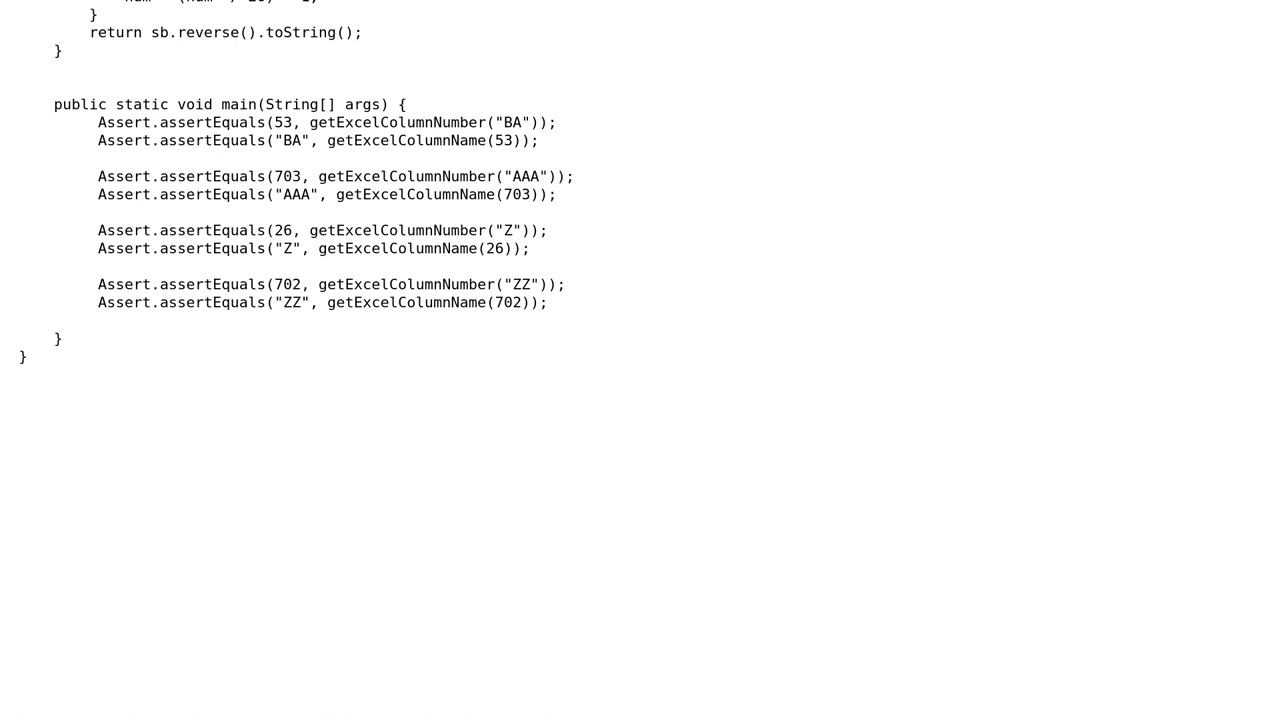 }
return sb.reverse().toString();
}
public static void main(String[] args) {
Assert.assertEquals(53, getExcelColumnNumber("BA"));
Assert.assertEquals("BA", getExcelColumnName(53));
Assert.assertEquals(703, getExcelColumnNumber("AAA"));
Assert.assertEquals("AAA", getExcelColumnName(703));
Assert.assertEquals(26, getExcelColumnNumber("Z"));
Assert.assertEquals("Z", getExcelColumnName(26));
Assert.assertEquals(702, getExcelColumnNumber("ZZ"));
Assert.assertEquals("ZZ", getExcelColumnName(702));
}
}